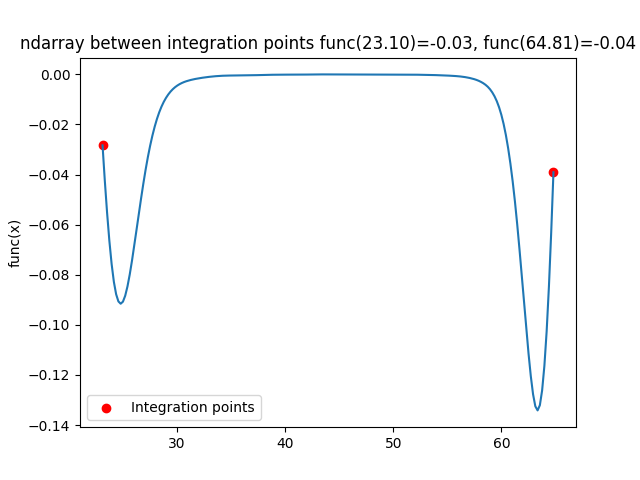 ndarray between integration points func(23.10)=-0.03, func(64.81)=-0.04
0.00
−0.02
−0.04
−0.06
−0.08
−0.10
−0.12
−0.14
func(x)
Integration points
30 40 50 60